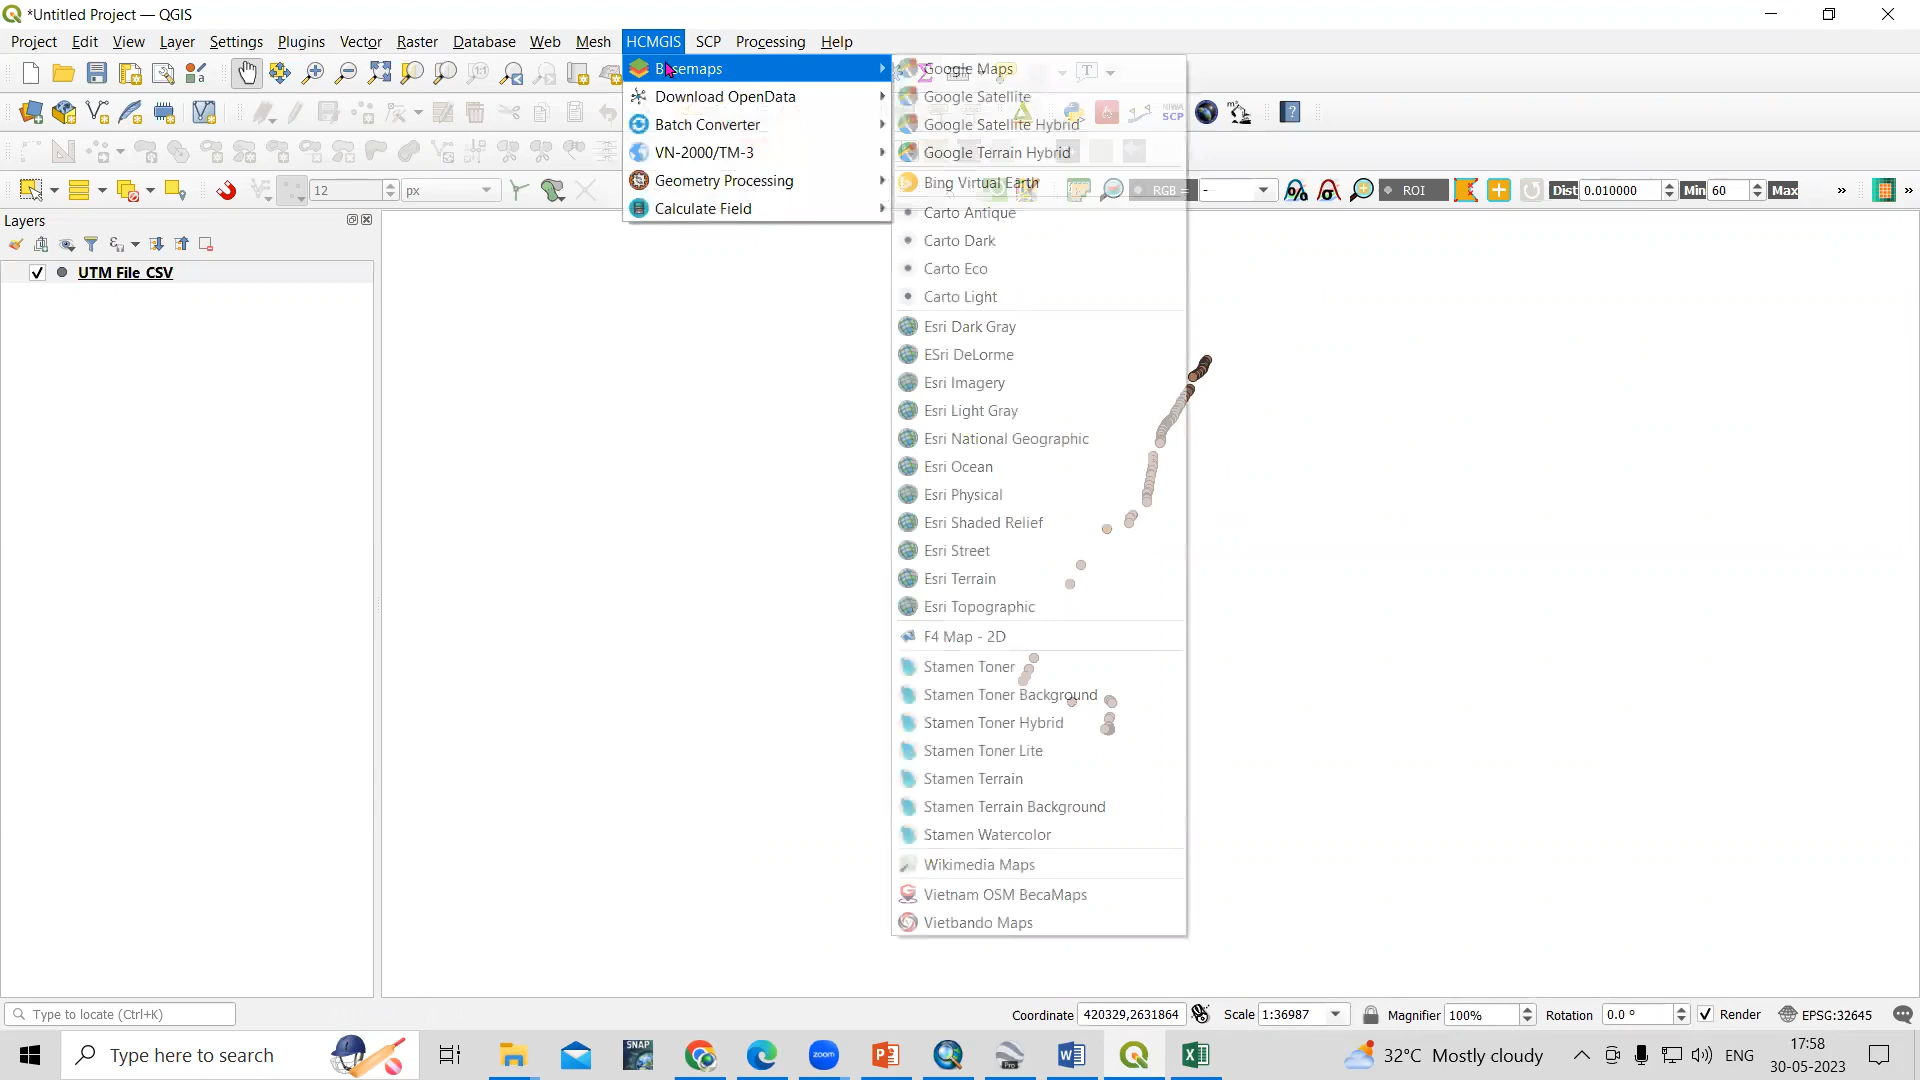 *Untitled Project — QGIS
Project Edit View Layer Settings Plugins Vector Raster Database Web Mesh HCMGIS SCP Processing Help
Basemaps
Download OpenData
Batch Converter
VN-2000/TM-3
Geometry Processing
Calculate Field
Google Maps
Google Satellite
Google Satellite Hybrid
Google Terrain Hybrid
Bing Virtual Earth
Carto Antique
Carto Dark
Carto Eco
Carto Light
Esri Dark Gray
ESri DeLorme
Esri Imagery
Esri Light Gray
Esri National Geographic
Esri Ocean
Esri Physical
Esri Shaded Relief
Esri Street
Esri Terrain
Esri Topographic
F4 Map - 2D
Stamen Toner
Stamen Toner Background
Stamen Toner Hybrid
Stamen Toner Lite
Stamen Terrain
Stamen Terrain Background
Stamen Watercolor
Wikimedia Maps
Vietnam OSM BecaMaps
Vietbando Maps
NIWA
SCP
12 px RGB = - ROI Dist 0.010000 Min 60 Max » »
Layers
UTM File_CSV
Type to locate (Ctrl+K) Coordinate 420329,2631864 Scale 1:36987 Magnifier 100% Rotation 0.0 ° Render EPSG:32645
Type here to search SNAP zoom Pro 32°C Mostly cloudy ENG 17:58
30-05-2023